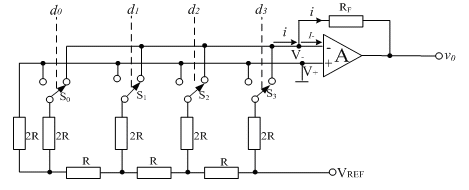 d0 d1 d2 d3
i RF
i I-
V- - A v0
V+ +
S0 S1 S2 S3
2R 2R 2R 2R 2R
R R R
VREF